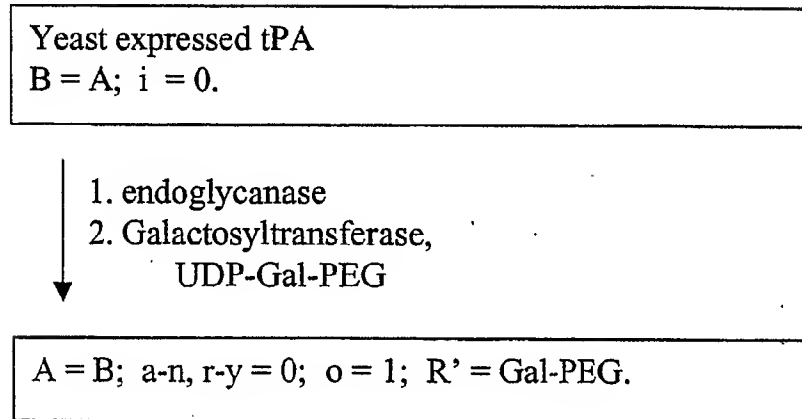 Yeast expressed tPA
B = A; i = 0.
1. endoglycanase
2. Galactosyltransferase,
UDP-Gal-PEG
A = B; a-n, r-y = 0; o = 1; R' = Gal-PEG.